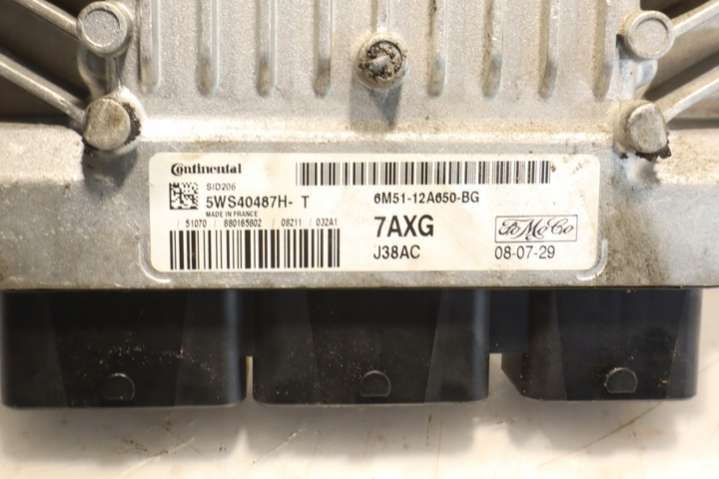 Continental
SID206
5WS40487H- T
MADE IN FRANCE
/ 51070 / 880165802 / 08211 / 032A1
6M51-12A650-BG
7AXG
FoMoCo
J38AC
08-07-29